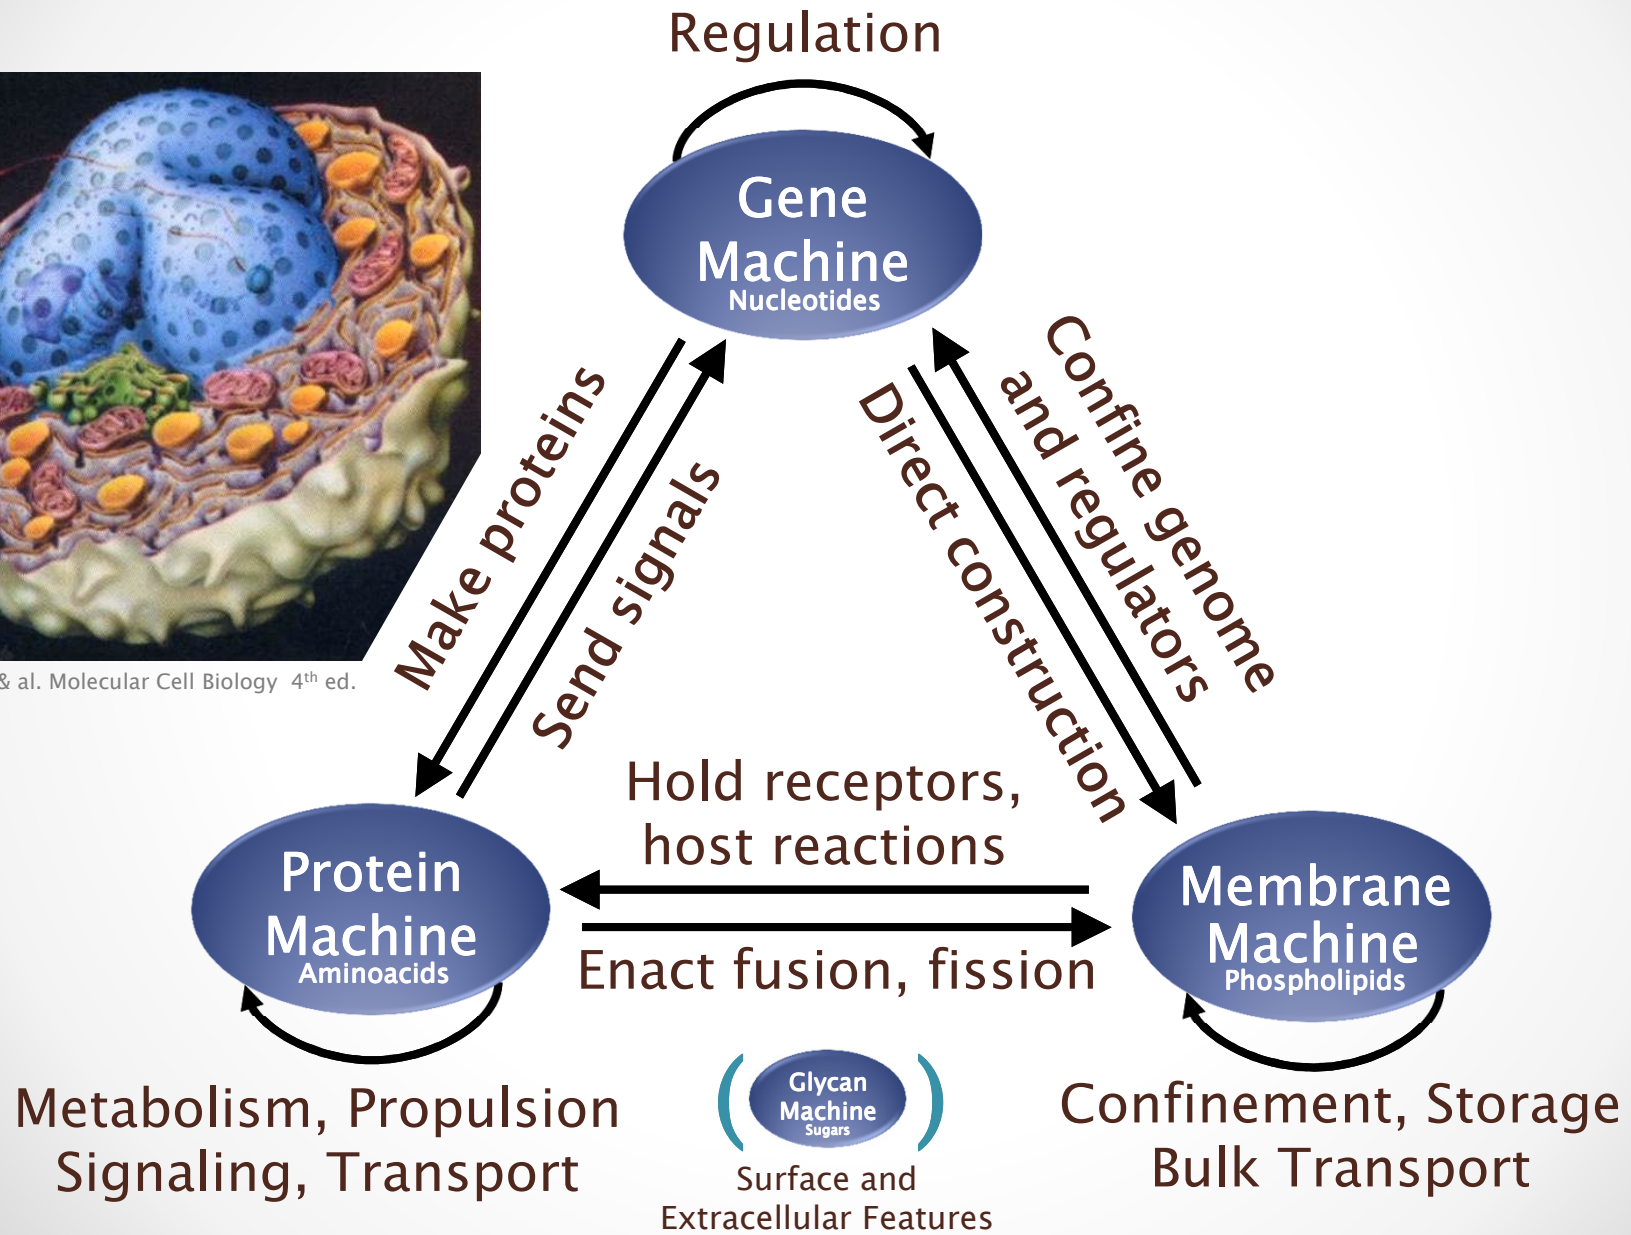 Regulation
Gene
Machine
Nucleotides
& al. Molecular Cell Biology 4th ed.
Make proteins
Send signals
Direct construction
Confine genome
and regulators
Hold receptors,
host reactions
Enact fusion, fission
Protein
Machine
Aminoacids
Membrane
Machine
Phospholipids
Metabolism, Propulsion
Signaling, Transport
(Glycan
Machine
Sugars)
Surface and
Extracellular Features
Confinement, Storage
Bulk Transport